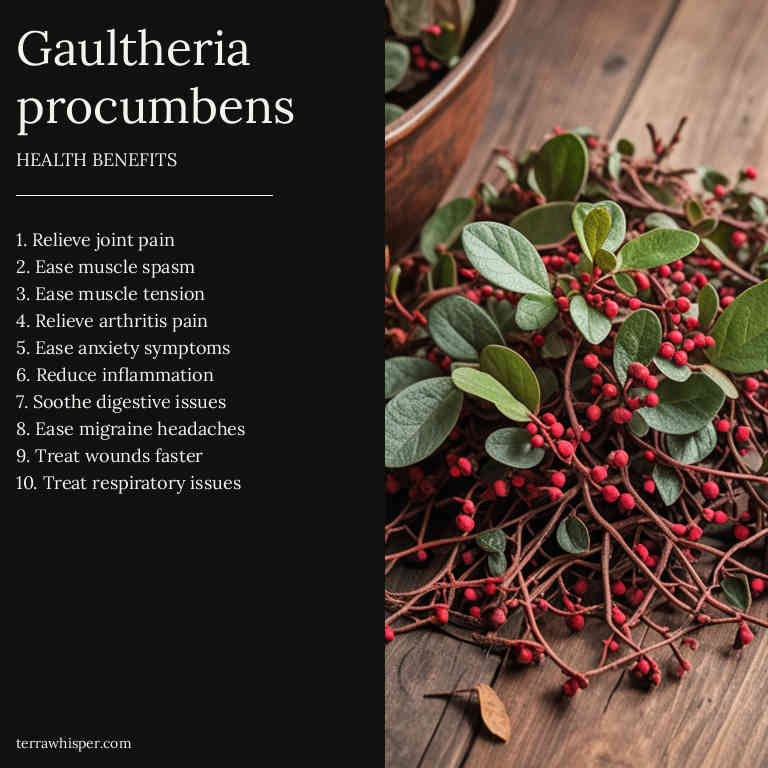 Gaultheria
procumbens
HEALTH BENEFITS
1. Relieve joint pain
2. Ease muscle spasm
3. Ease muscle tension
4. Relieve arthritis pain
5. Ease anxiety symptoms
6. Reduce inflammation
7. Soothe digestive issues
8. Ease migraine headaches
9. Treat wounds faster
10. Treat respiratory issues
terrawhisper.com